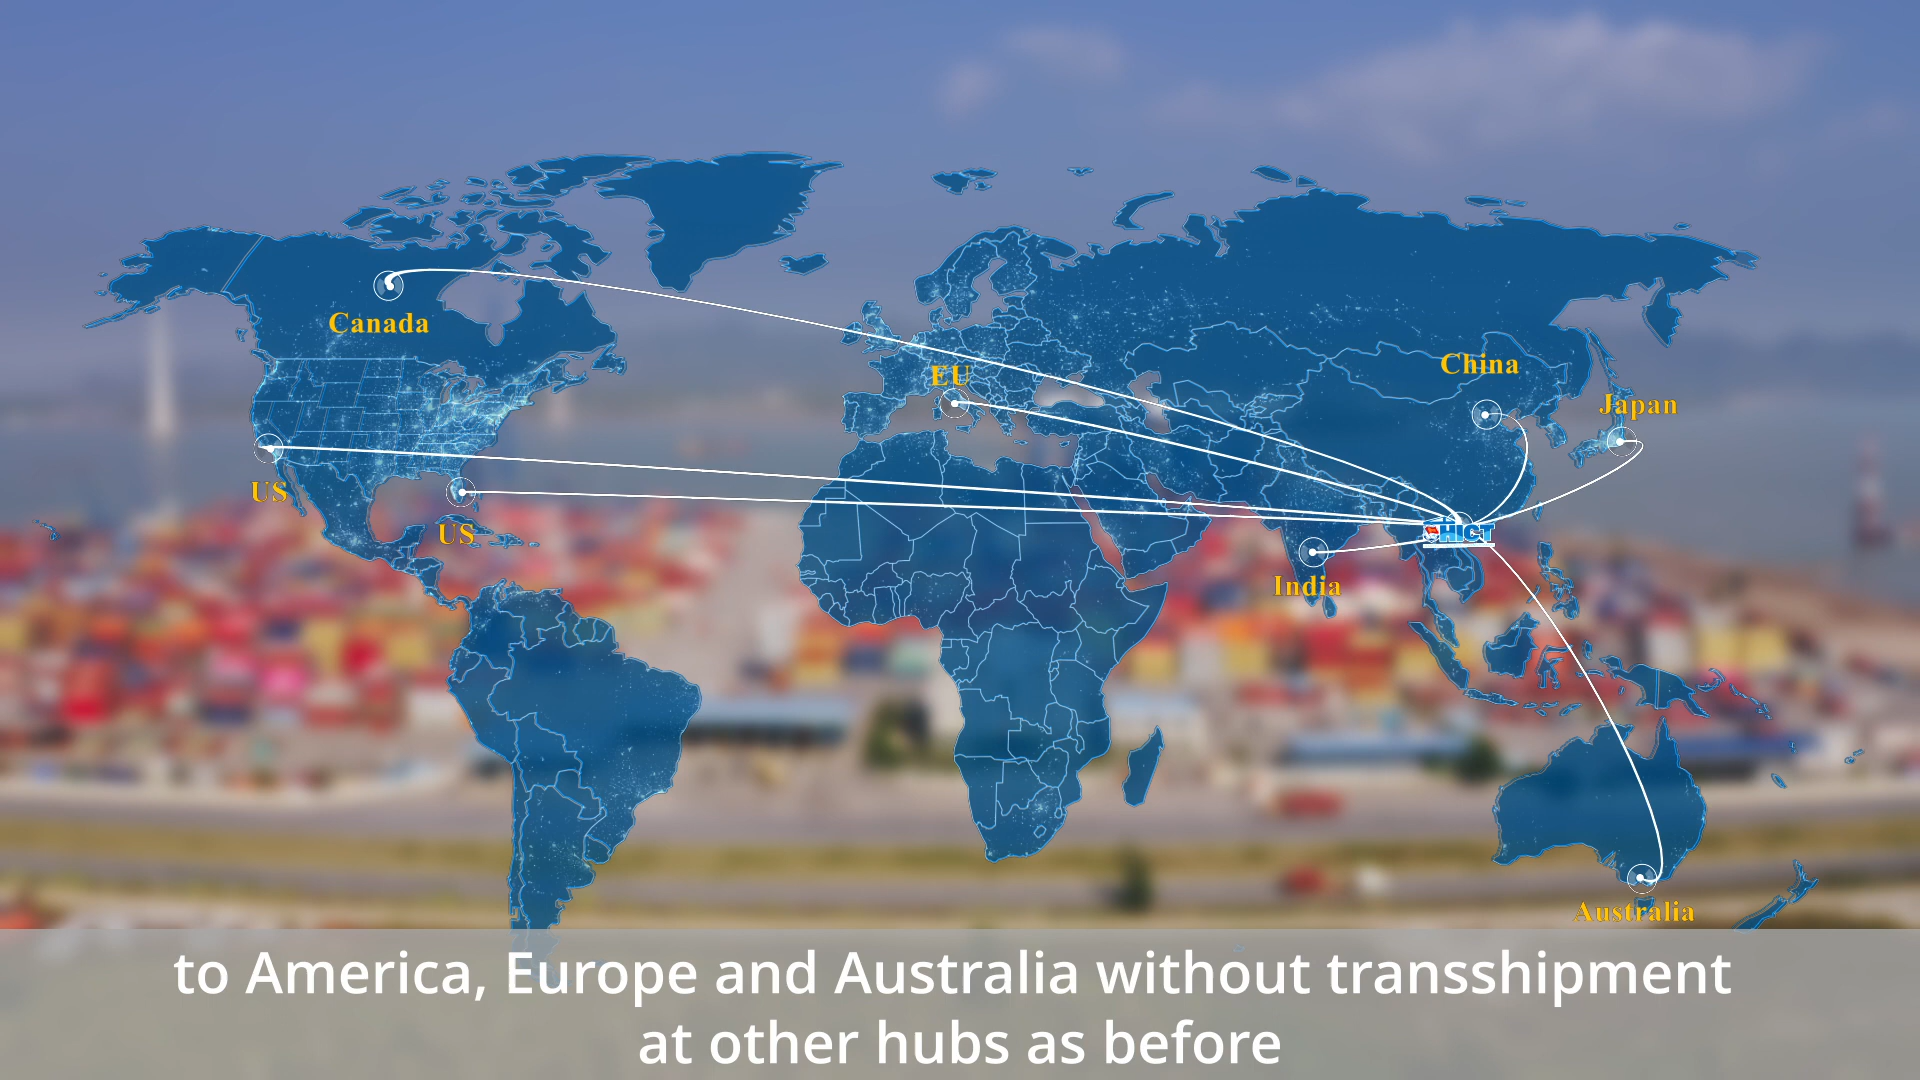 Canada
China
EU
Japan
US
US
HICT
India
Australia
to America, Europe and Australia without transshipment
at other hubs as before